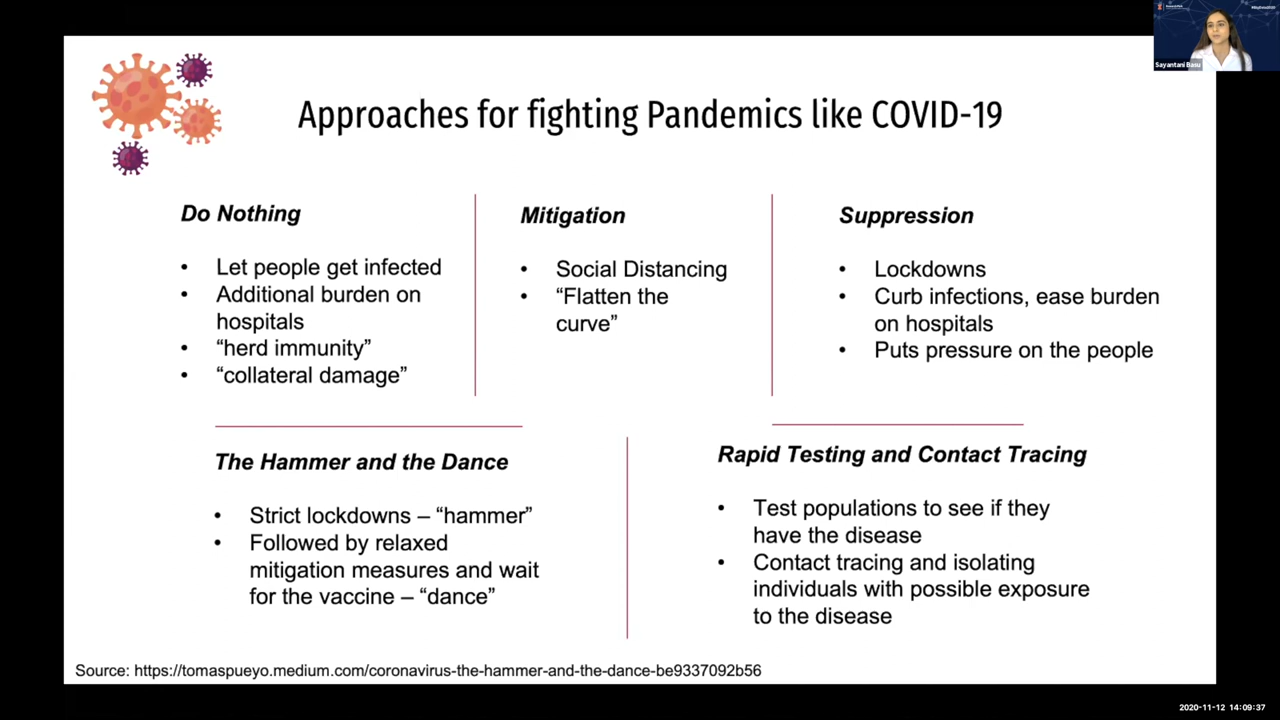 Sayantani Basu
Approaches for fighting Pandemics like COVID-19
Do Nothing
• Let people get infected
• Additional burden on
hospitals
• “herd immunity”
• “collateral damage”
Mitigation
• Social Distancing
• “Flatten the
curve”
Suppression
• Lockdowns
• Curb infections, ease burden
on hospitals
• Puts pressure on the people
The Hammer and the Dance
• Strict lockdowns – “hammer”
• Followed by relaxed
mitigation measures and wait
for the vaccine – “dance”
Rapid Testing and Contact Tracing
• Test populations to see if they
have the disease
• Contact tracing and isolating
individuals with possible exposure
to the disease
Source: https://tomaspueyo.medium.com/coronavirus-the-hammer-and-the-dance-be9337092b56
2020-11-12 14:09:37